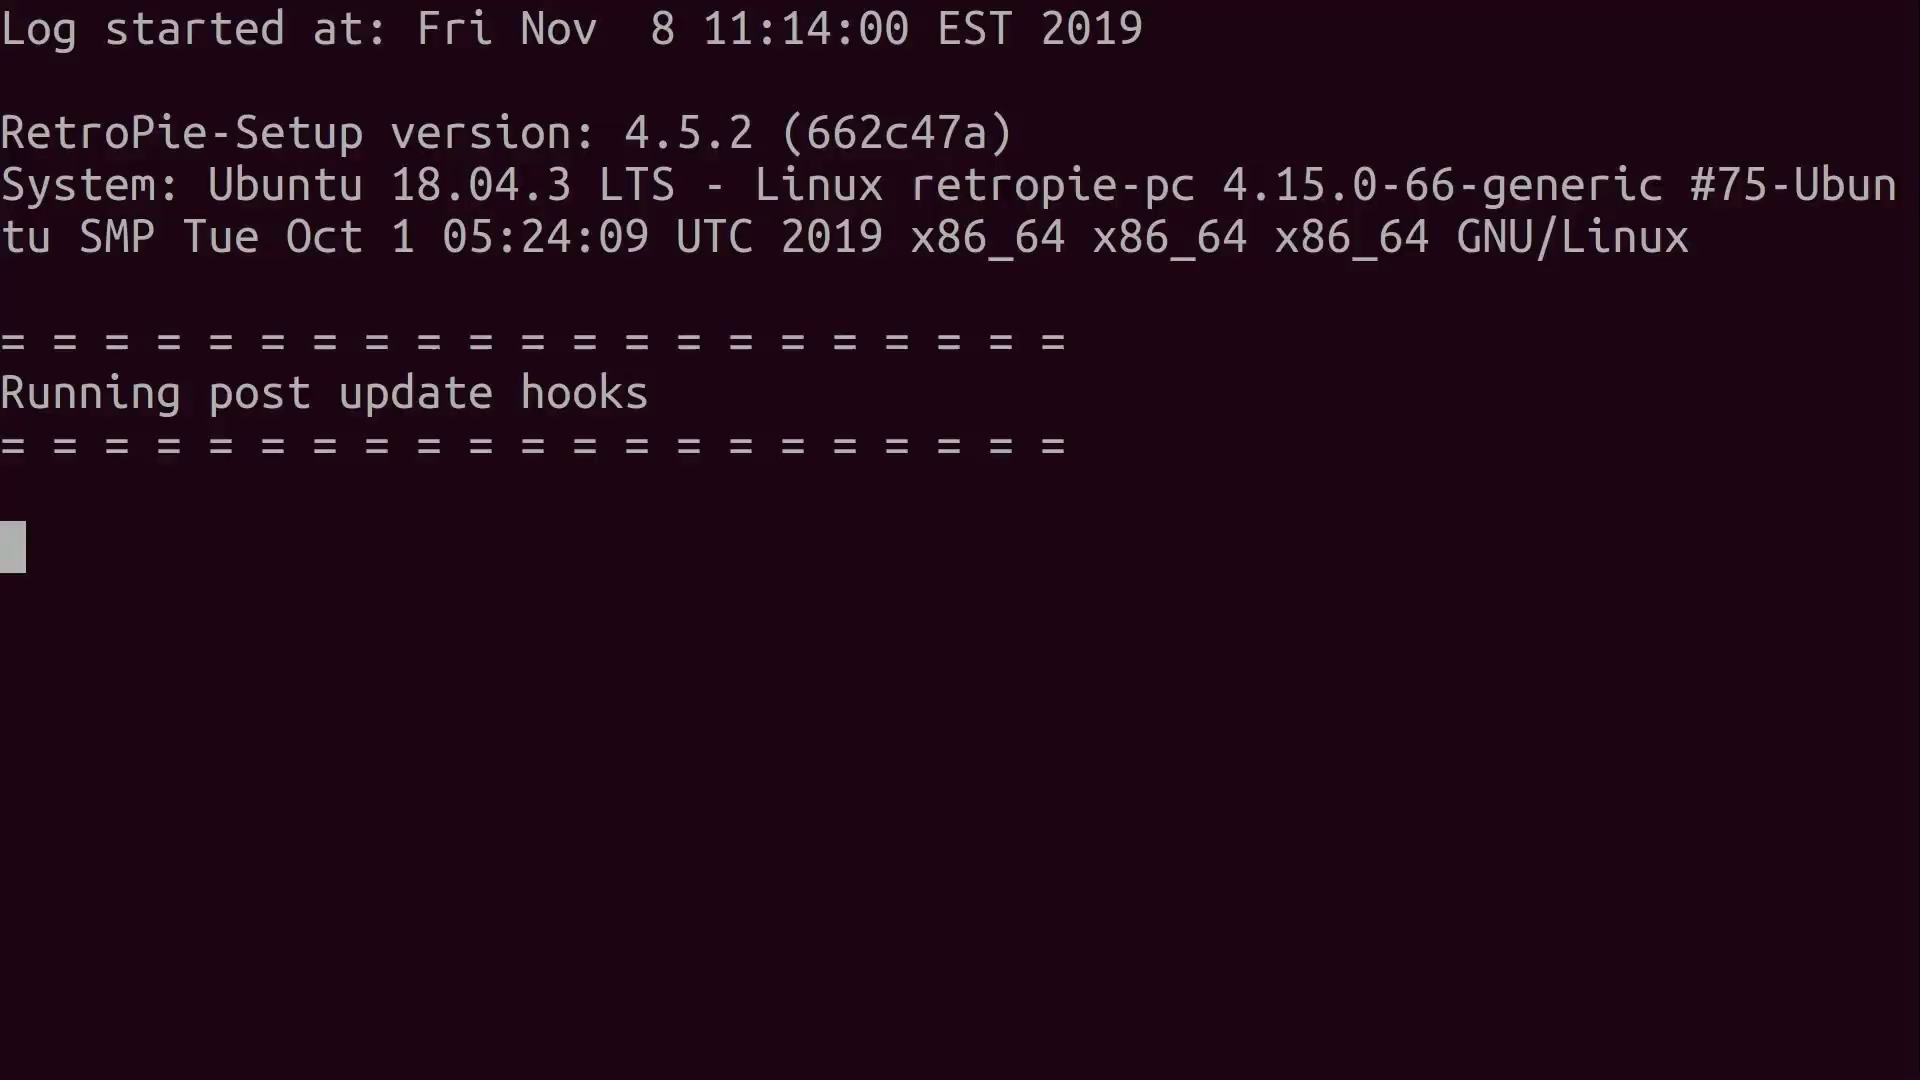 Log started at: Fri Nov  8 11:14:00 EST 2019
RetroPie-Setup version: 4.5.2 (662c47a)
System: Ubuntu 18.04.3 LTS - Linux retropie-pc 4.15.0-66-generic #75-Ubun
tu SMP Tue Oct 1 05:24:09 UTC 2019 x86_64 x86_64 x86_64 GNU/Linux
= = = = = = = = = = = = = = = = = = = = =
Running post update hooks
= = = = = = = = = = = = = = = = = = = = =